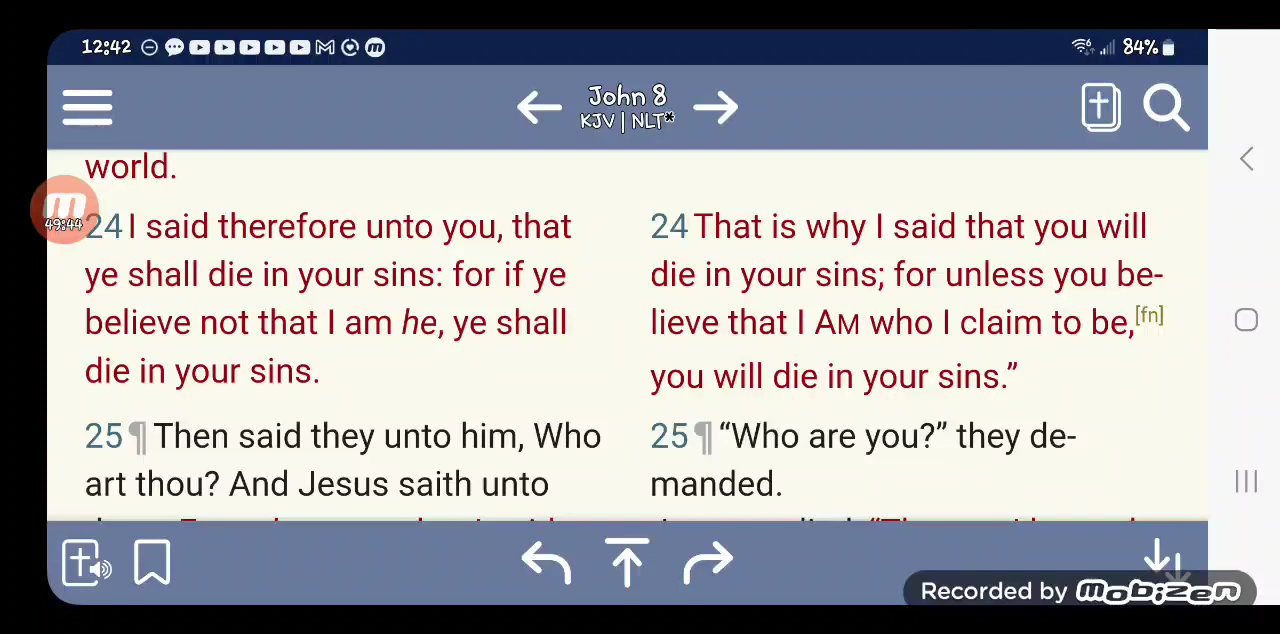 12:42 84%
John 8
KJV | NLT*
world.
49:44
24 I said therefore unto you, that
ye shall die in your sins: for if ye
believe not that I am he, ye shall
die in your sins.
25 ¶ Then said they unto him, Who
art thou? And Jesus saith unto
24 That is why I said that you will
die in your sins; for unless you be-
lieve that I AM who I claim to be,[fn]
you will die in your sins.”
25 ¶ “Who are you?” they de-
manded.
Recorded by Mobizen